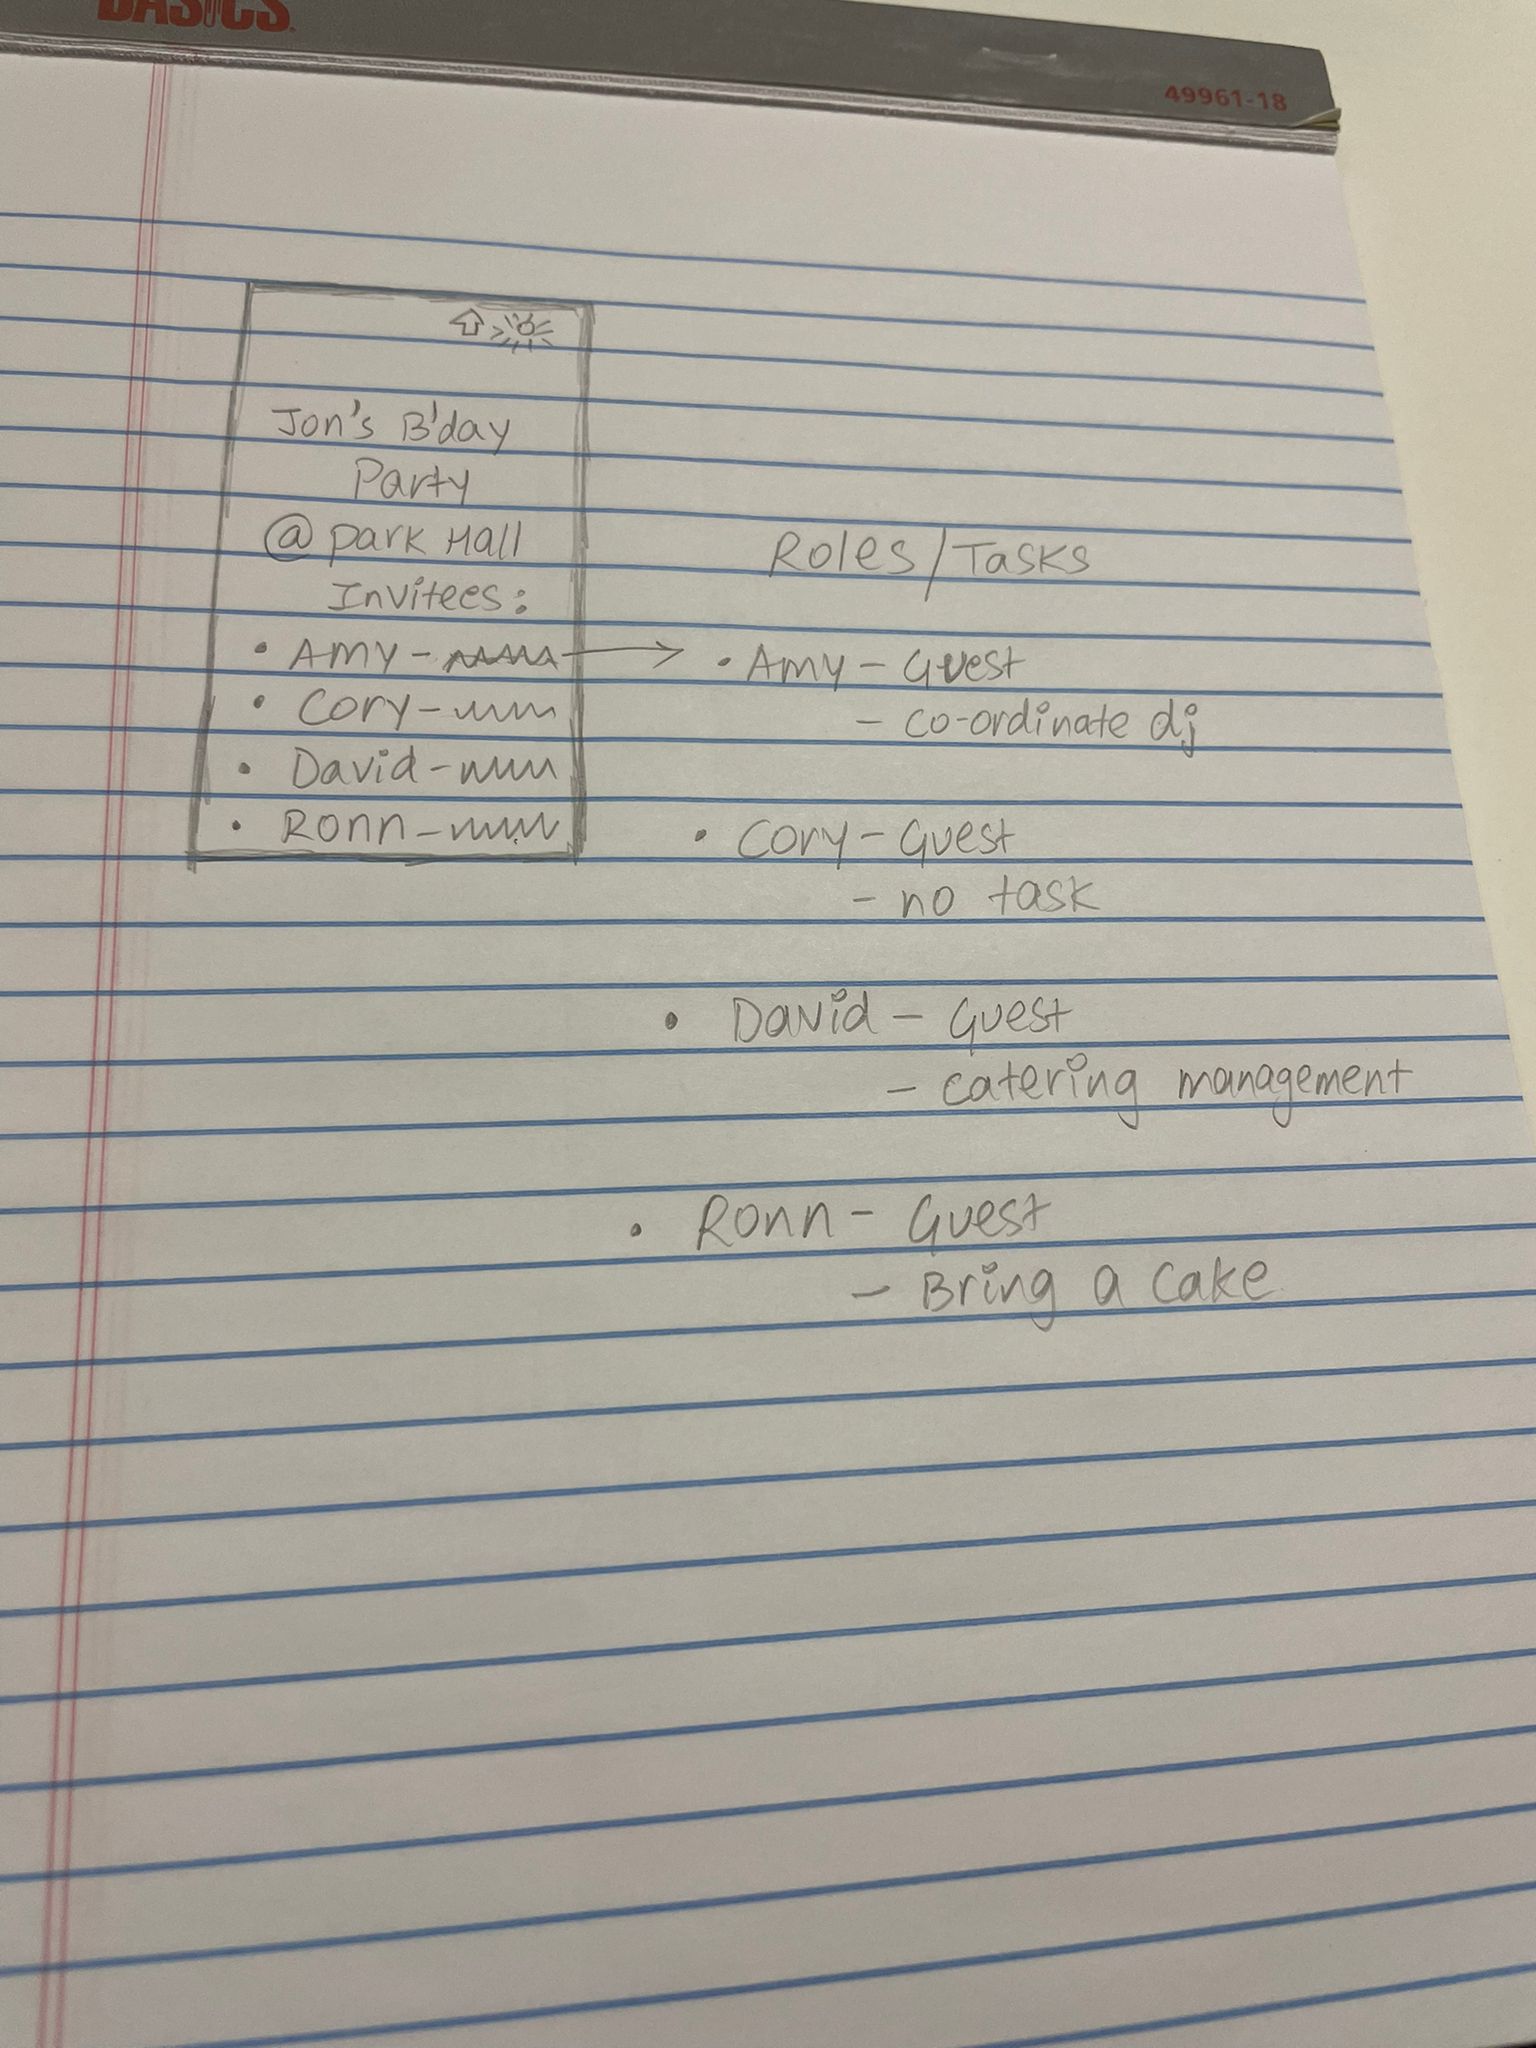 BASICS
49961-18
Jon's B'day
Party
@ park Hall
Invitees:
• Amy -
• Cory -
• David -
• Ronn -
Roles/Tasks
• Amy - Guest
- co-ordinate dj
• Cory - Guest
- no task
• David - Guest
- catering management
• Ronn - Guest
- Bring a cake